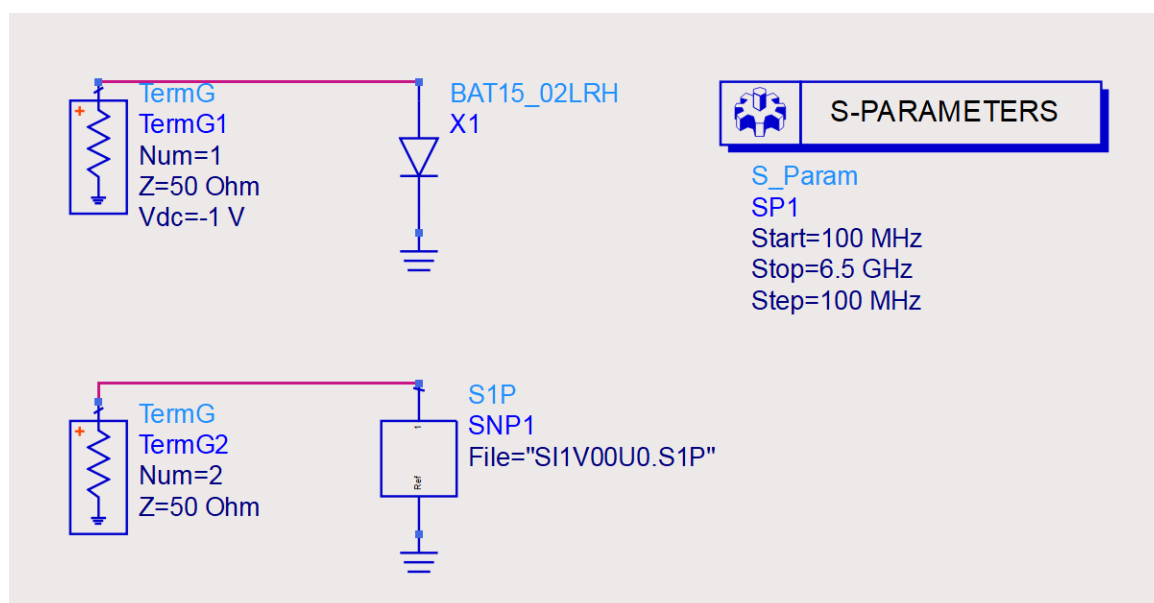 TermG
TermG1
Num=1
Z=50 Ohm
Vdc=-1 V
BAT15_02LRH
X1
S-PARAMETERS
S_Param
SP1
Start=100 MHz
Stop=6.5 GHz
Step=100 MHz
TermG
TermG2
Num=2
Z=50 Ohm
S1P
SNP1
File="SI1V00U0.S1P"
1
Ref